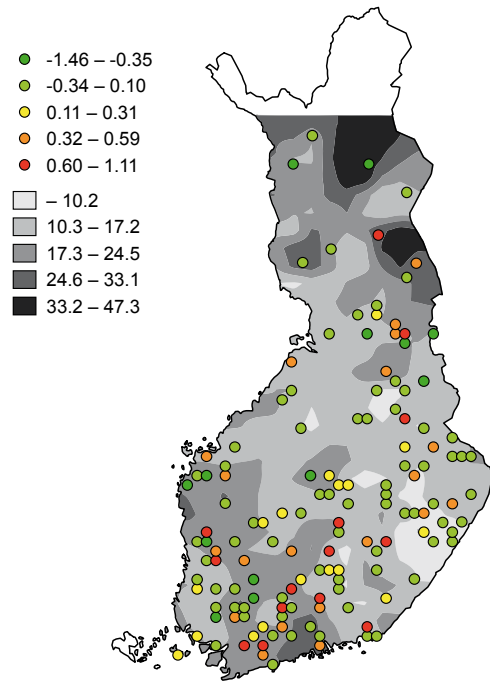 -1.46 – -0.35
-0.34 – 0.10
0.11 – 0.31
0.32 – 0.59
0.60 – 1.11
– 10.2
10.3 – 17.2
17.3 – 24.5
24.6 – 33.1
33.2 – 47.3